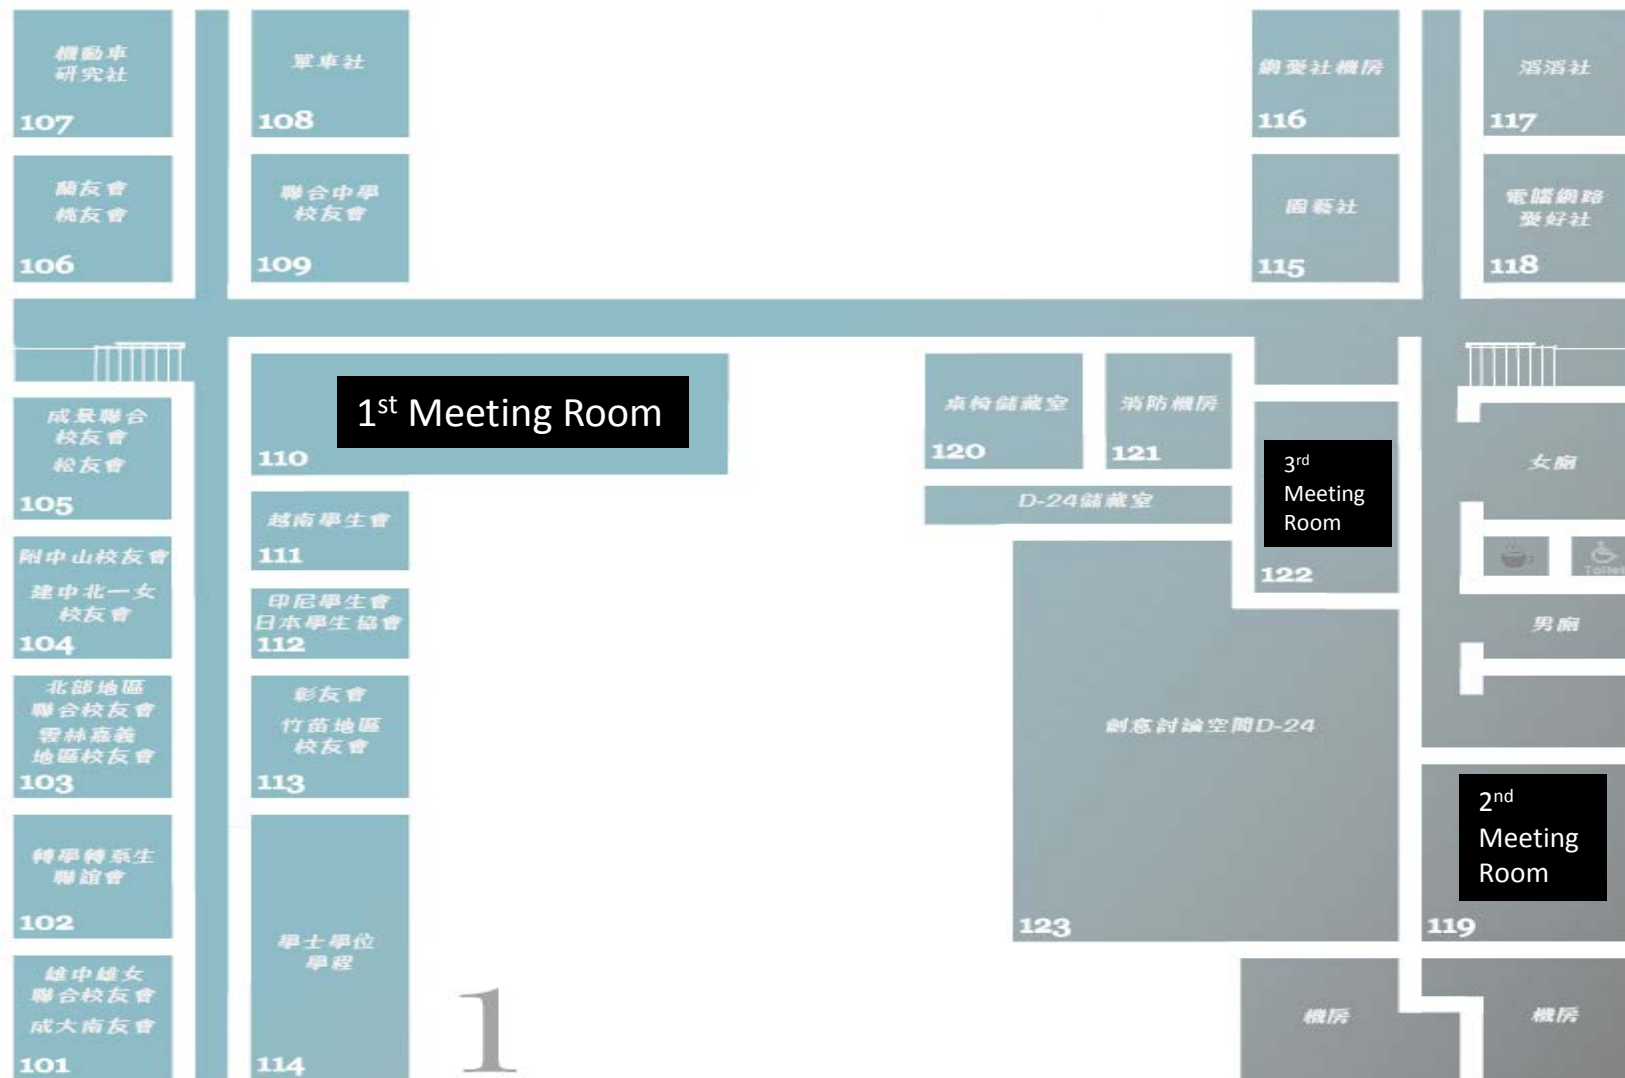 機動車
研究社
107
單車社
108
網愛社機房
116
滔滔社
117
蘭友會
桃友會
106
聯合中學
校友會
109
園藝社
115
電腦網路
愛好社
118
1st Meeting Room
110
桌椅儲藏室
120
消防機房
121
D-24儲藏室
3rd
Meeting
Room
122
女廁
Toilet
男廁
成景聯合
校友會
松友會
105
越南學生會
111
附中山校友會
建中北一女
校友會
104
印尼學生會
日本學生協會
112
北部地區
聯合校友會
雲林嘉義
地區校友會
103
彰友會
竹苗地區
校友會
113
創意討論空間D-24
123
2nd
Meeting
Room
119
轉學轉系生
聯誼會
102
學士學位
學程
114
雄中雄女
聯合校友會
成大南友會
101
1
機房
機房